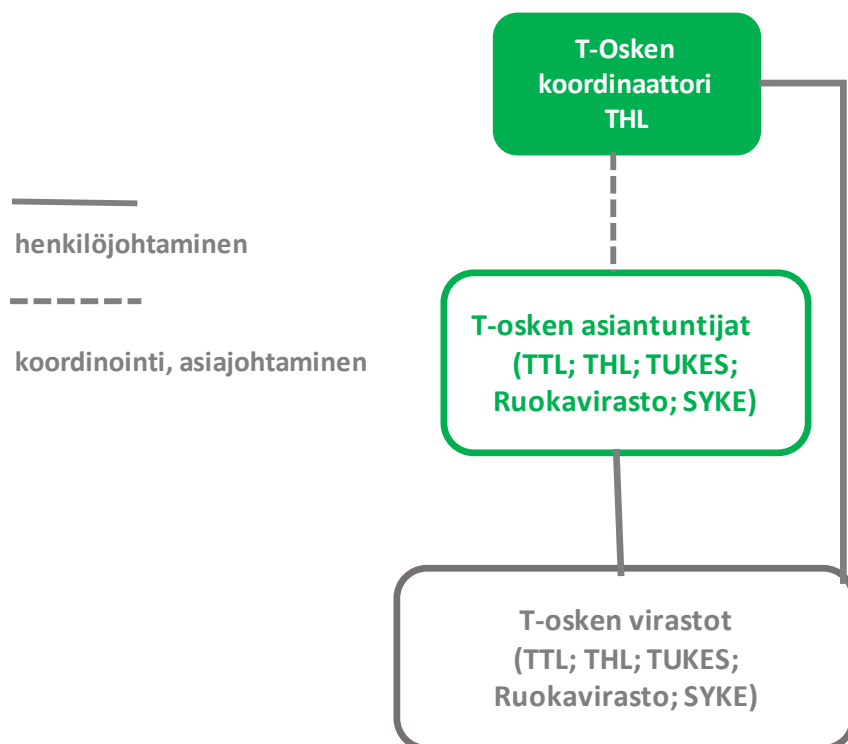 T-Osken
koordinaattori
THL
henkilöjohtaminen
koordinointi, asiajohtaminen
T-osken asiantuntijat
(TTL; THL; TUKES;
Ruokavirasto; SYKE)
T-osken virastot
(TTL; THL; TUKES;
Ruokavirasto; SYKE)